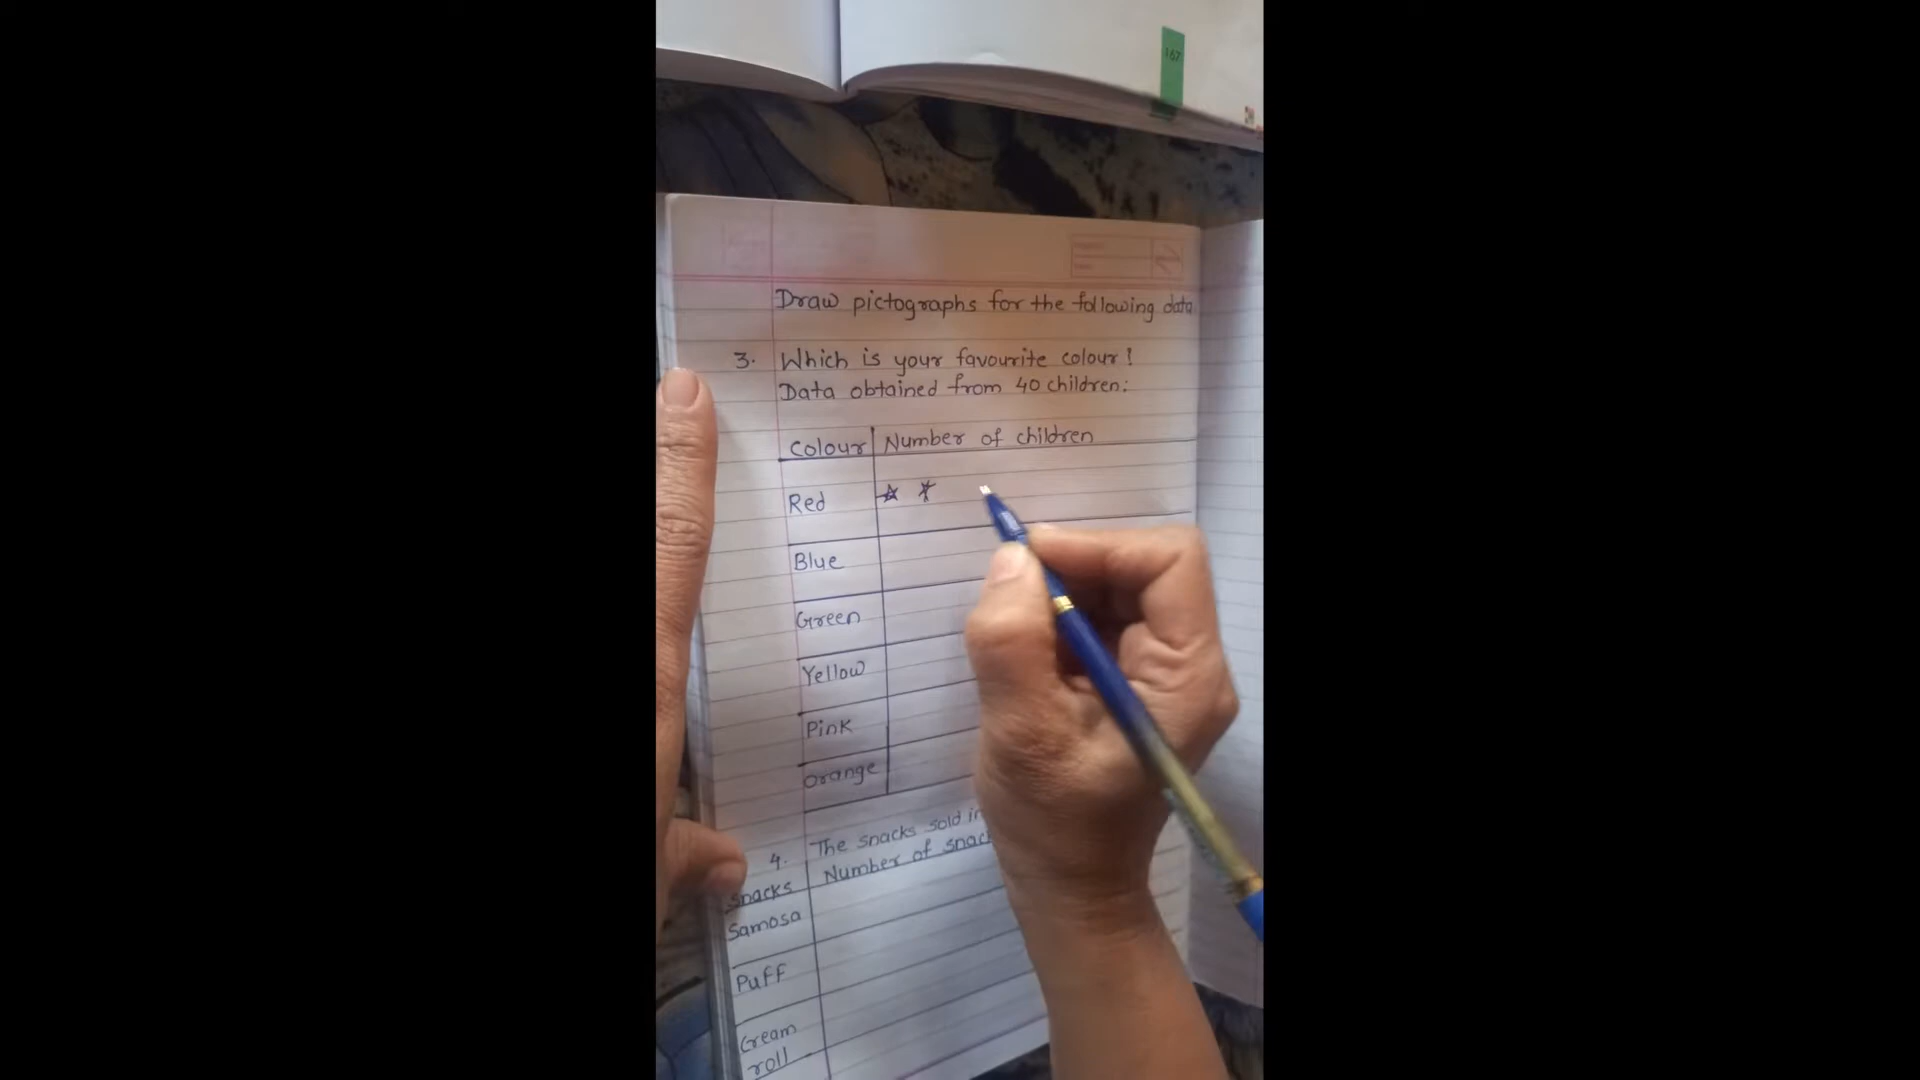 167
Draw pictographs for the following data
3. Which is your favourite colour!
Data obtained from 40 children:
Colour Number of children
Red
Blue
Green
Yellow
Pink
Orange
4. The snacks sold in
Snacks Number of snac
Samosa
Puff
Cream
roll